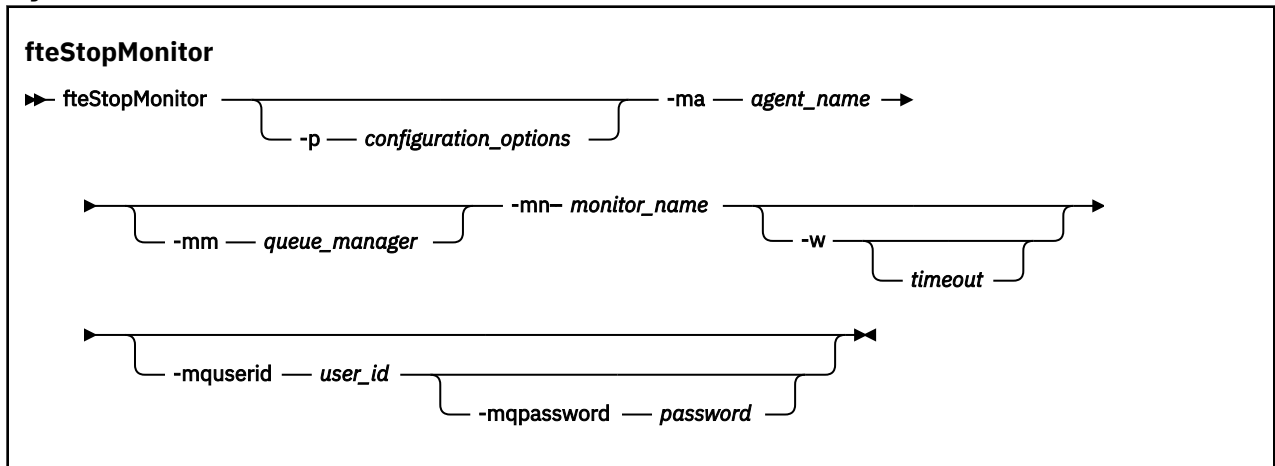 fteStopMonitor
fteStopMonitor -ma agent_name
-p configuration_options
-mn monitor_name
-mm queue_manager -w
timeout
-mquserid user_id
-mqpassword password